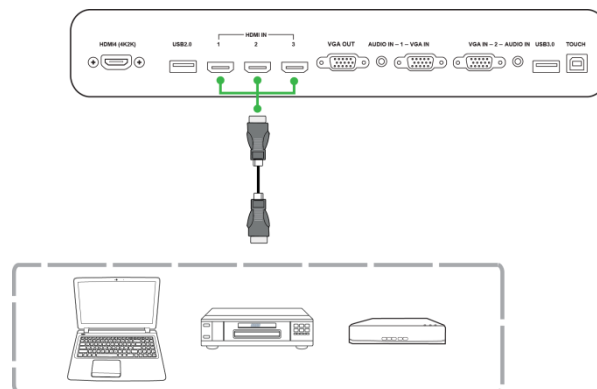 HDMI IN
HDMI4 (4K2K) USB2.0 1 2 3 VGA OUT AUDIO IN – 1 – VGA IN VGA IN – 2 – AUDIO IN USB3.0 TOUCH